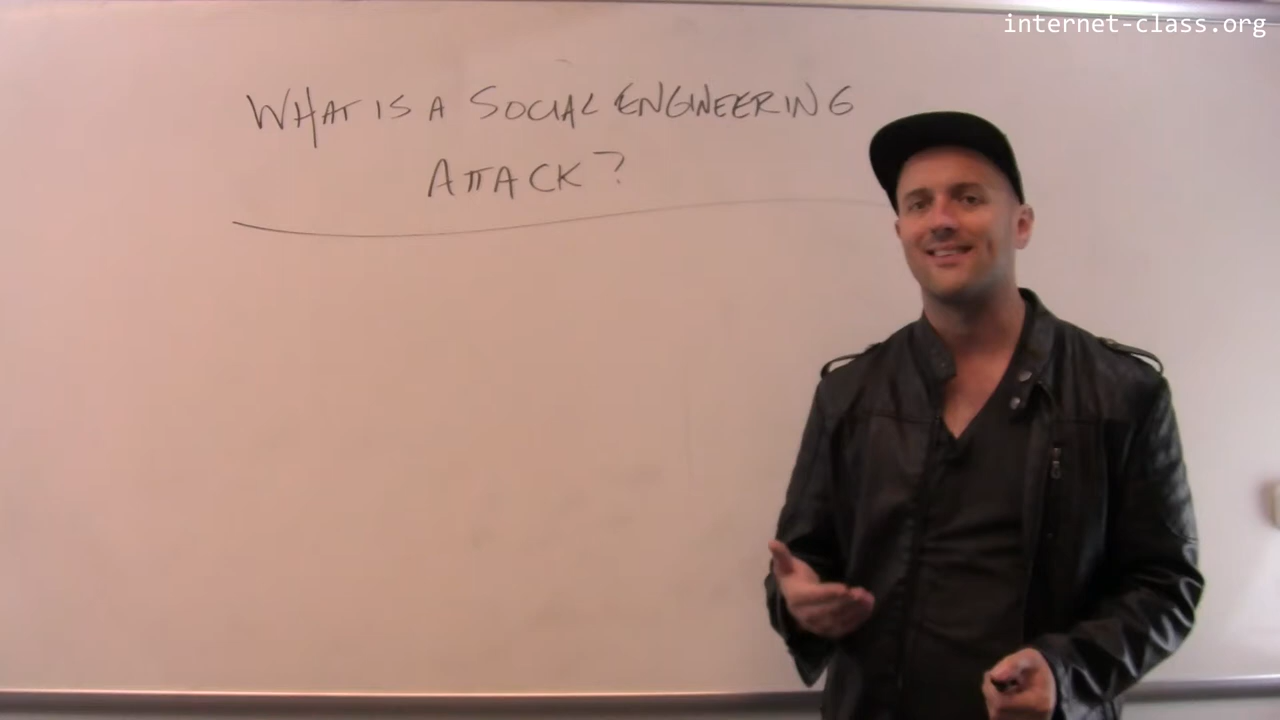 internet-class.org
WHAT IS A SOCIAL ENGINEERING
ATTACK?